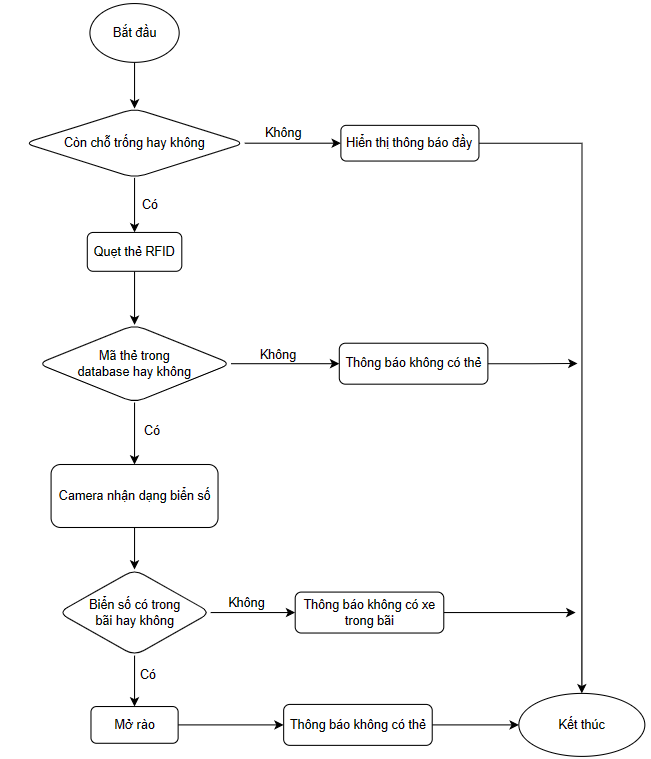 Bắt đầu
Còn chỗ trống hay không
Không
Hiển thị thông báo đầy
Có
Quẹt thẻ RFID
Mã thẻ trong
database hay không
Không
Thông báo không có thẻ
Có
Camera nhận dạng biển số
Biển số có trong
bãi hay không
Không
Thông báo không có xe
trong bãi
Có
Mở rào
Thông báo không có thẻ
Kết thúc